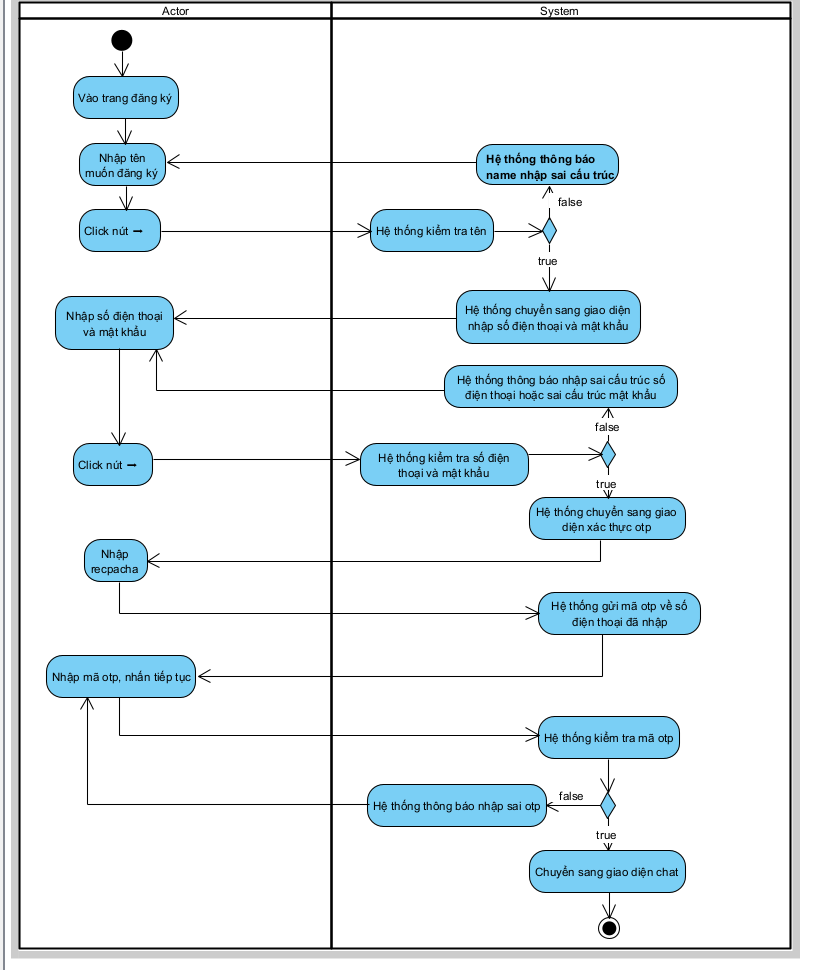 Actor
System
Vào trang đăng ký
Nhập tên
muốn đăng ký
Hệ thống thông báo
name nhập sai cấu trúc
false
Click nút ➞
Hệ thống kiểm tra tên
true
Nhập số điện thoại
và mật khẩu
Hệ thống chuyển sang giao diện
nhập số điện thoại và mật khẩu
Hệ thống thông báo nhập sai cấu trúc số
điện thoại hoặc sai cấu trúc mật khẩu
false
Click nút ➞
Hệ thống kiểm tra số điện
thoại và mật khẩu
true
Hệ thống chuyển sang giao
diện xác thực otp
Nhập
recpacha
Hệ thống gửi mã otp về số
điện thoại đã nhập
Nhập mã otp, nhấn tiếp tục
Hệ thống kiểm tra mã otp
Hệ thống thông báo nhập sai otp
false
true
Chuyển sang giao diện chat